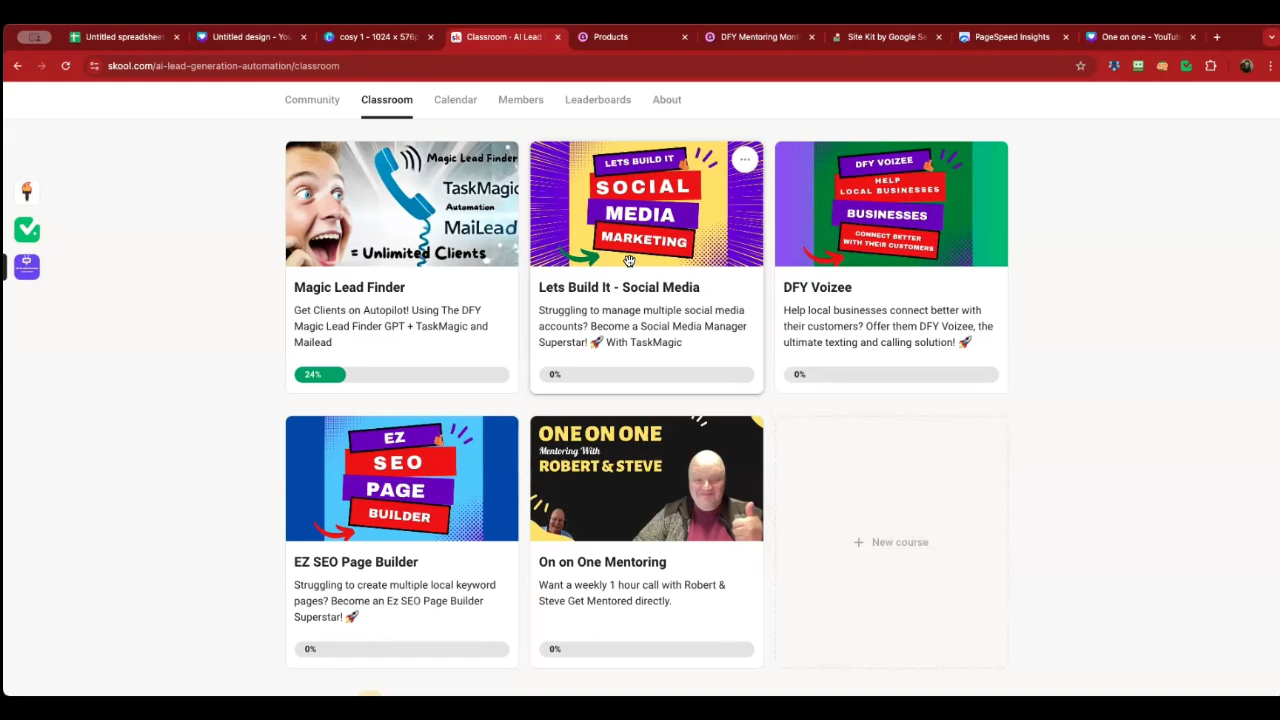 Untitled spreadsheet
Untitled design - You
cosy 1 - 1024 x 576p
Classroom - AI Lead
Products
DFY Mentoring Mont
Site Kit by Google Se
PageSpeed Insights
One on one - YouTub
skool.com/ai-lead-generation-automation/classroom
Community
Classroom
Calendar
Members
Leaderboards
About
Magic Lead Finder
TaskMagic
Automation
MaiLead
= Unlimited Clients
Magic Lead Finder
Get Clients on Autopilot! Using The DFY
Magic Lead Finder GPT + TaskMagic and
Mailead
24%
LETS BUILD IT
SOCIAL
MEDIA
MARKETING
Lets Build It - Social Media
Struggling to manage multiple social media
accounts? Become a Social Media Manager
Superstar! 🚀 With TaskMagic
0%
DFY VOIZEE
HELP
LOCAL BUSINESSES
BUSINESSES
CONNECT BETTER
WITH THEIR CUSTOMERS
DFY Voizee
Help local businesses connect better with
their customers? Offer them DFY Voizee, the
ultimate texting and calling solution! 🚀
0%
EZ
SEO
PAGE
BUILDER
EZ SEO Page Builder
Struggling to create multiple local keyword
pages? Become an Ez SEO Page Builder
Superstar! 🚀
0%
ONE ON ONE
Mentoring With
ROBERT & STEVE
On on One Mentoring
Want a weekly 1 hour call with Robert &
Steve Get Mentored directly.
0%
+ New course